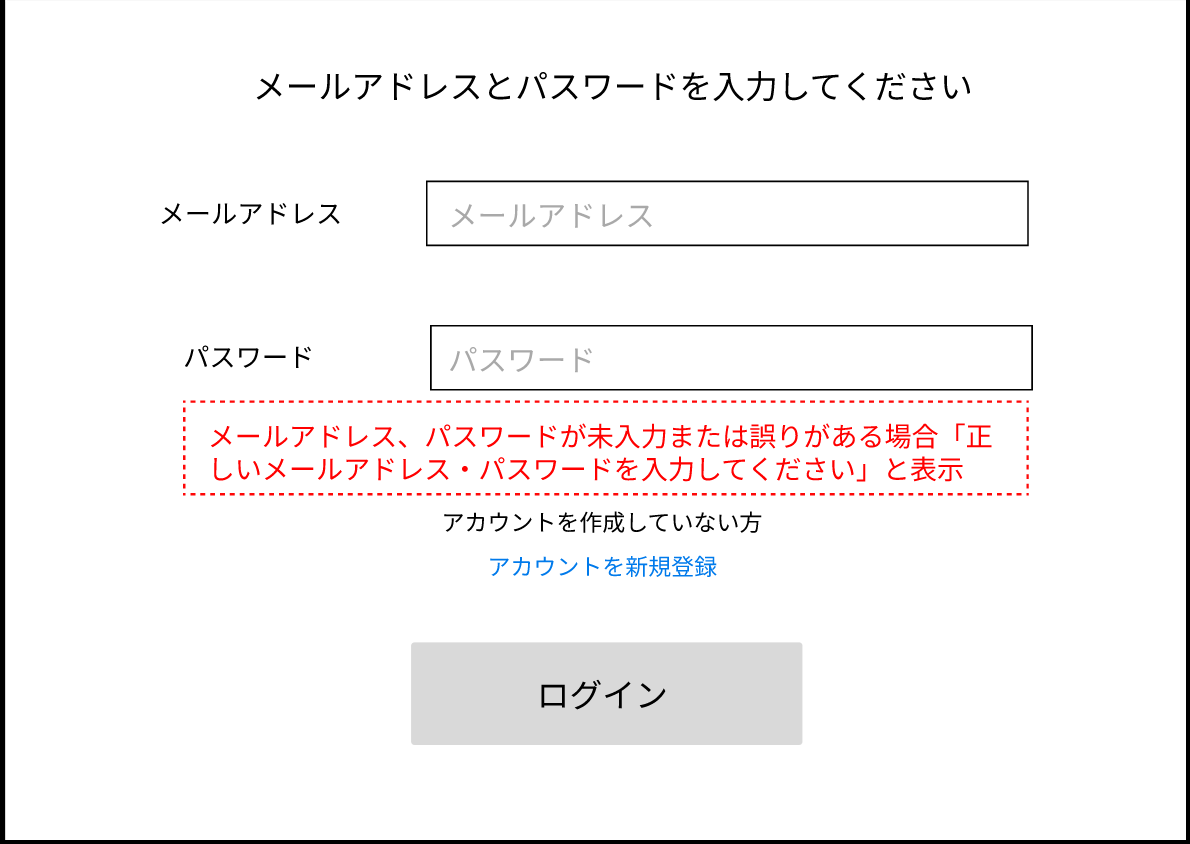 メールアドレスとパスワードを入力してください
メールアドレス
メールアドレス
パスワード
パスワード
メールアドレス、パスワードが未入力または誤りがある場合「正
しいメールアドレス・パスワードを入力してください」と表示
アカウントを作成していない方
アカウントを新規登録
ログイン